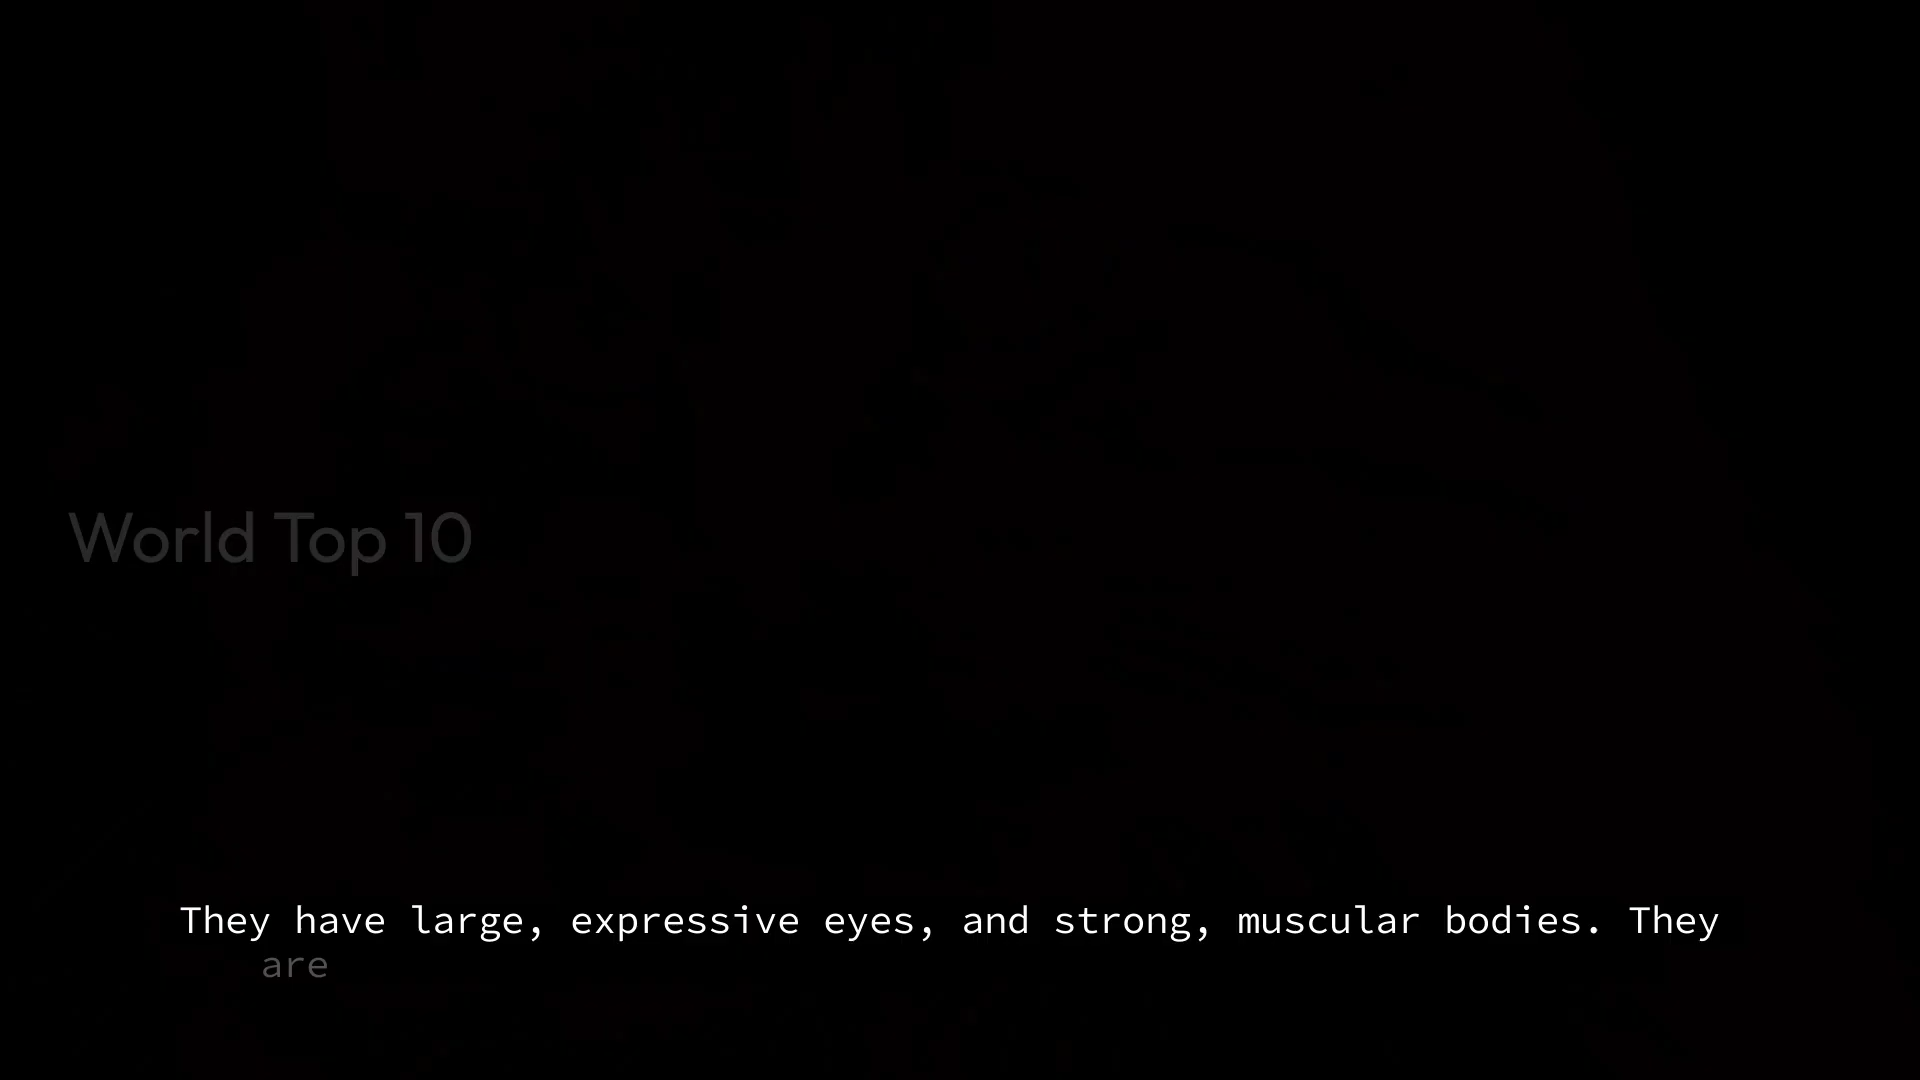 World Top 10
They have large, expressive eyes, and strong, muscular bodies. They
are